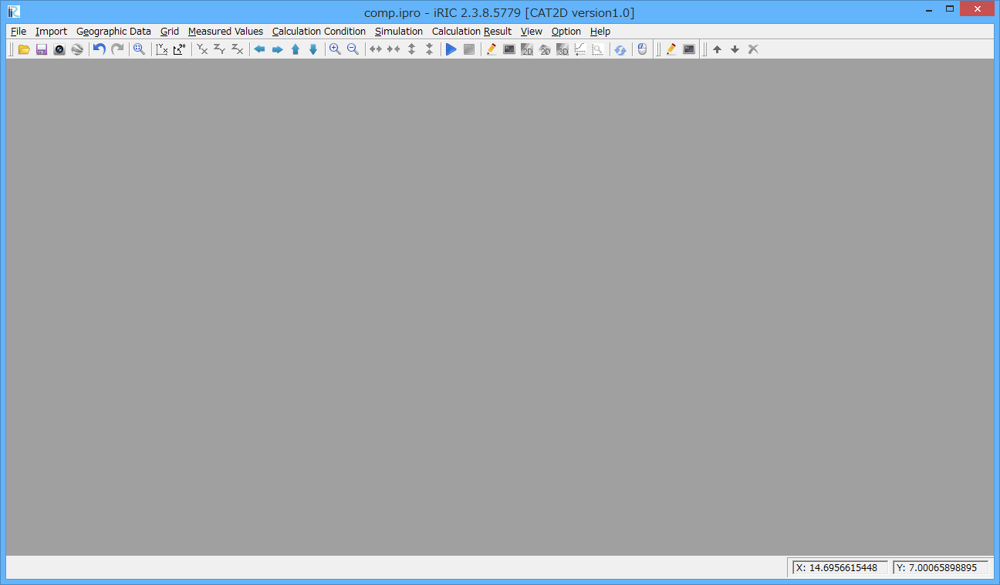 comp.ipro - iRIC 2.3.8.5779 [CAT2D version1.0]
File Import Geographic Data Grid Measured Values Calculation Condition Simulation Calculation Result View Option Help
X: 14.6956615448 Y: 7.00065898895